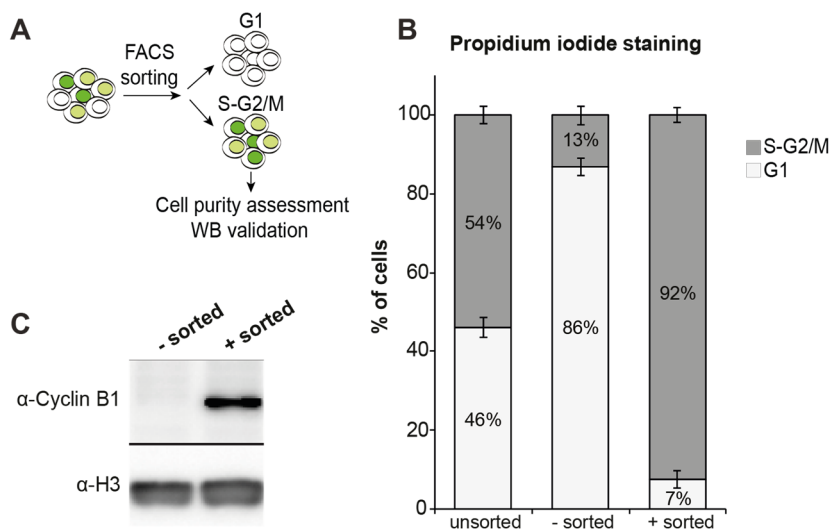 A
FACS
sorting
G1
S-G2/M
Cell purity assessment
WB validation
B
Propidium iodide staining
% of cells
100
80
60
40
20
0
54%
46%
13%
86%
92%
7%
unsorted
- sorted
+ sorted
S-G2/M
G1
C
- sorted
+ sorted
α-Cyclin B1
α-H3